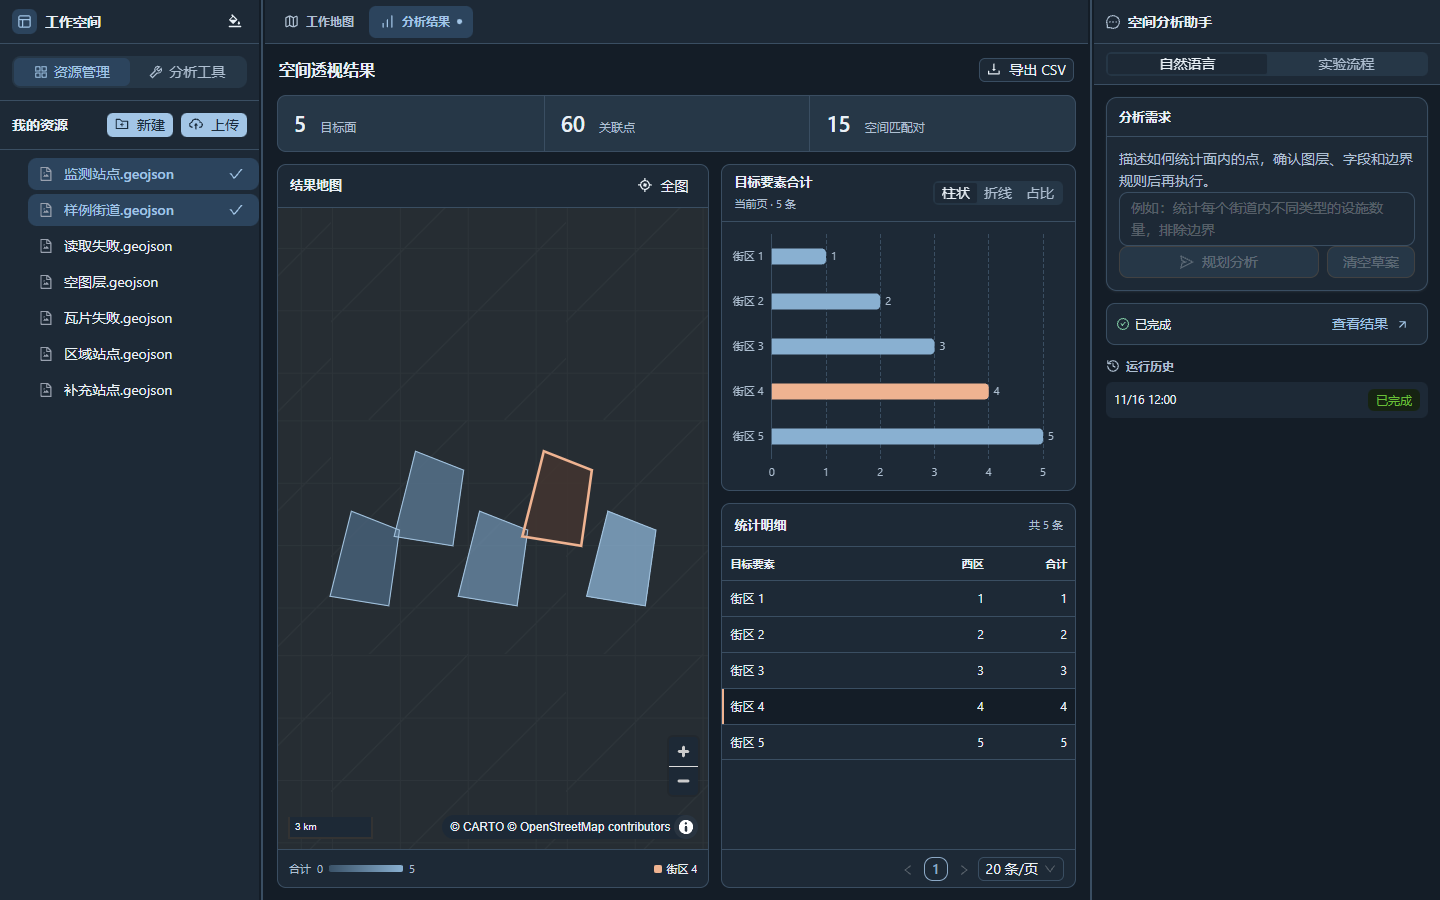 工作空间
资源管理
分析工具
我的资源
新建
上传
监测站点.geojson
样例街道.geojson
读取失败.geojson
空图层.geojson
瓦片失败.geojson
区域站点.geojson
补充站点.geojson
工作地图
分析结果
空间透视结果
导出 CSV
5 目标面
60 关联点
15 空间匹配对
结果地图
全图
3 km
© CARTO © OpenStreetMap contributors
合计 0 5
街区 4
目标要素合计
当前页 · 5 条
柱状 折线 占比
街区 1 1
街区 2 2
街区 3 3
街区 4 4
街区 5 5
0 1 2 3 4 5
统计明细
共 5 条
目标要素 西区 合计
街区 1 1 1
街区 2 2 2
街区 3 3 3
街区 4 4 4
街区 5 5 5
1
20 条/页
空间分析助手
自然语言
实验流程
分析需求
描述如何统计面内的点，确认图层、字段和边界
规则后再执行。
例如：统计每个街道内不同类型的设施数
量，排除边界
规划分析
清空草案
已完成
查看结果
运行历史
11/16 12:00
已完成